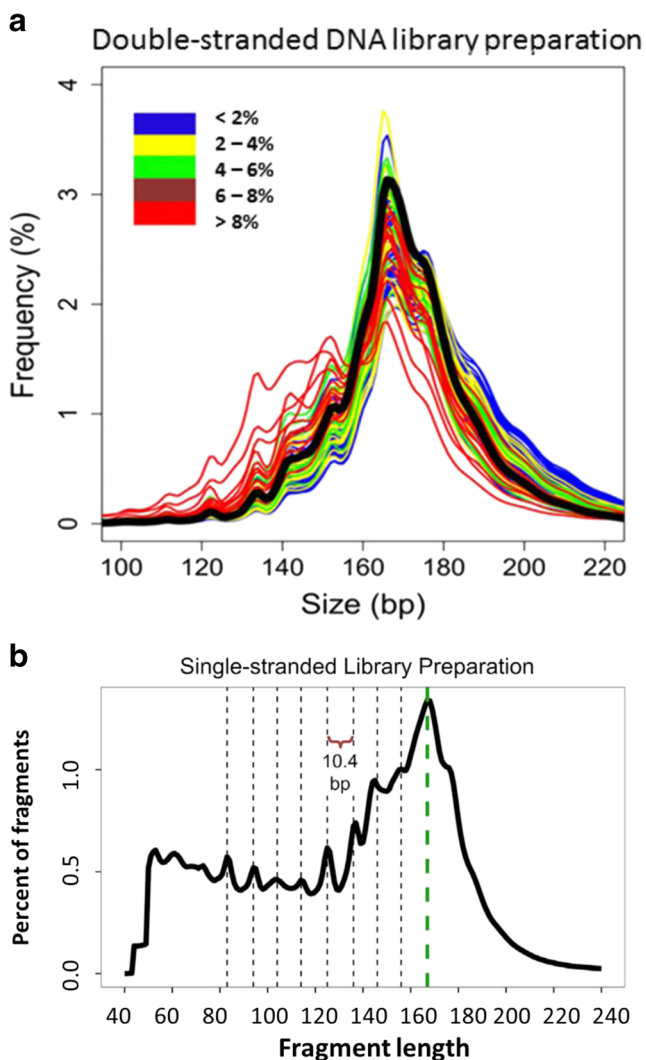 a
Double-stranded DNA library preparation
4
3
2
1
0
Frequency (%)
< 2%
2 – 4%
4 – 6%
6 – 8%
> 8%
100 120 140 160 180 200 220
Size (bp)
b
Single-stranded Library Preparation
1.0
0.5
0.0
Percent of fragments
10.4
bp
40 60 80 100 120 140 160 180 200 220 240
Fragment length